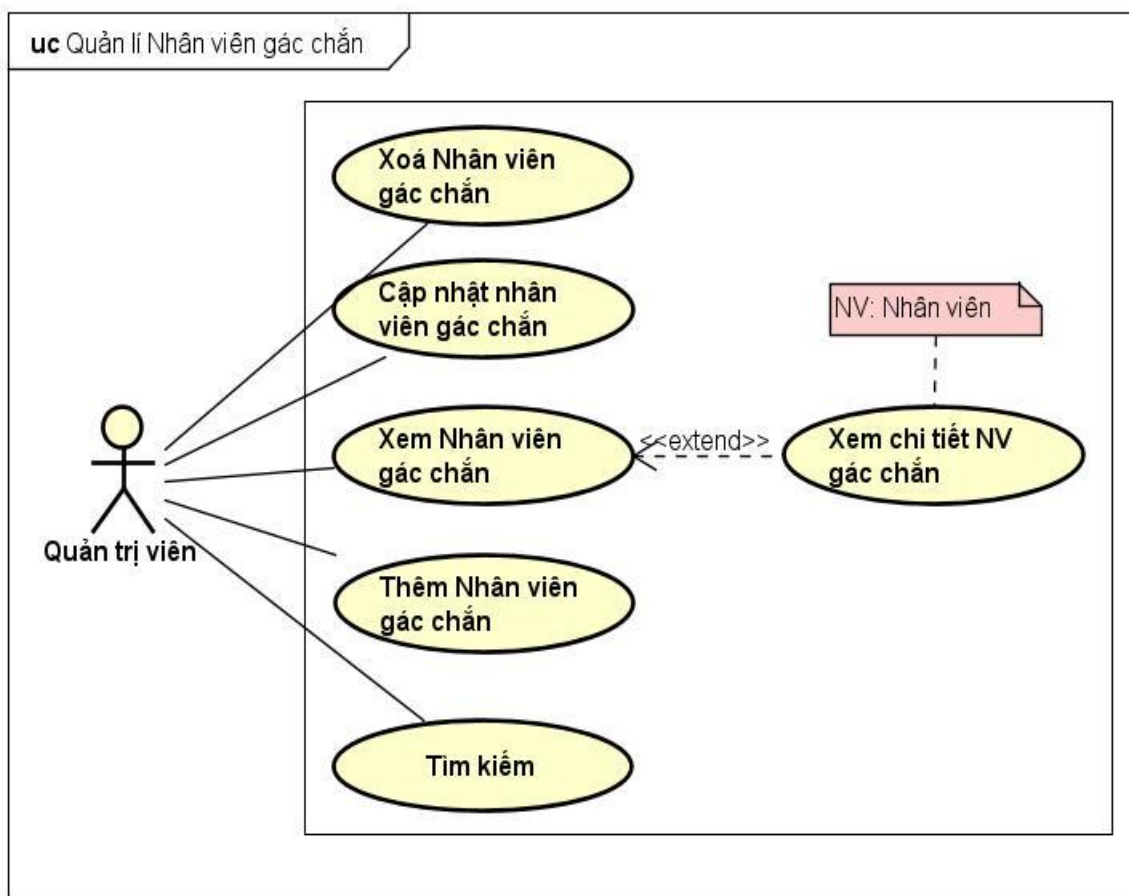 uc Quản lí Nhân viên gác chắn
Xoá Nhân viên
gác chắn
Cập nhật nhân
viên gác chắn
NV: Nhân viên
Xem Nhân viên
gác chắn
<<extend>>
Xem chi tiết NV
gác chắn
Quản trị viên
Thêm Nhân viên
gác chắn
Tìm kiếm